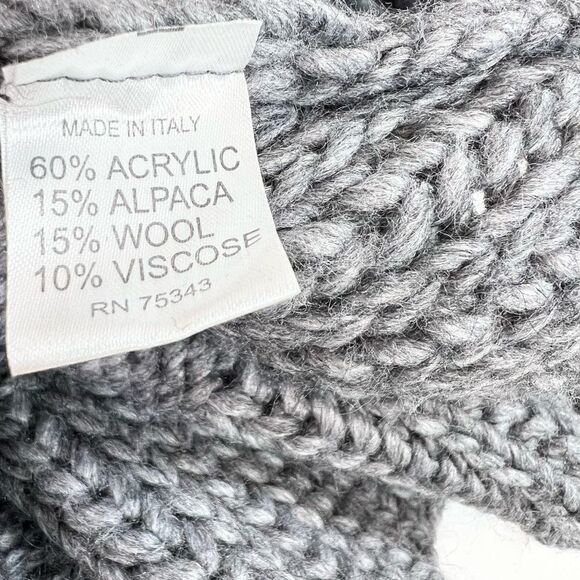 MADE IN ITALY
60% ACRYLIC
15% ALPACA
15% WOOL
10% VISCOSE
RN 75343